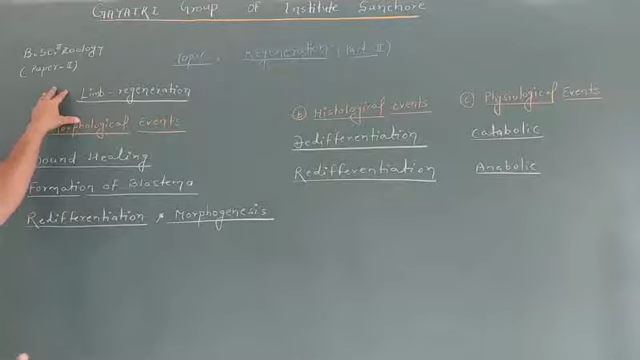 GAYATRI Group of Institute Sanchore
B.Sc. II Zoology
(Paper-II)
Topic. Regeneration (Part II)
Limb-regeneration
Morphological Events
Wound Healing
Formation of Blastema
Redifferentiation & Morphogenesis
(b) Histological events
Dedifferentiation
Redifferentiation
(c) Physiological Events
Catabolic
Anabolic